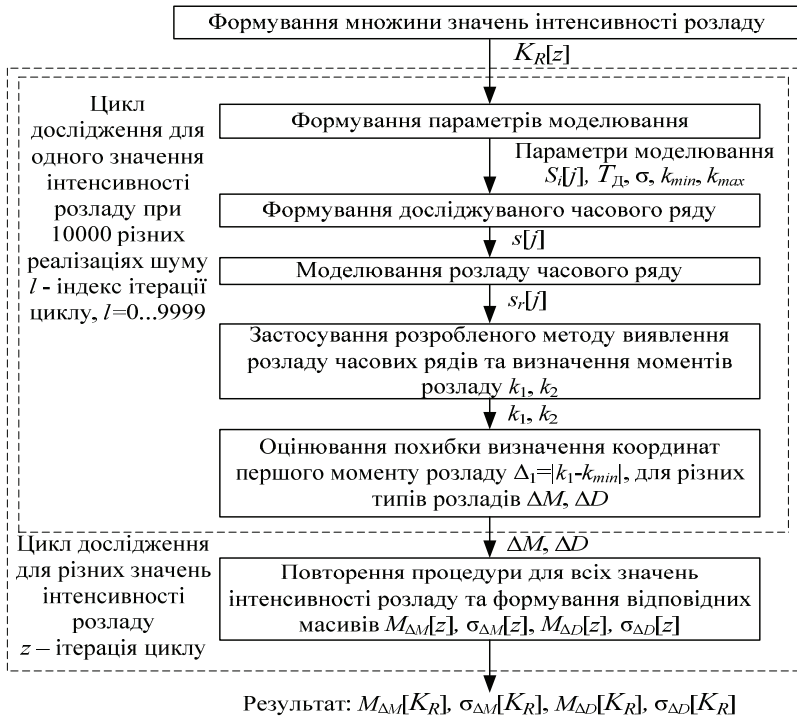 Формування множини значень інтенсивності розладу
K_R[z]
Цикл
дослідження для
одного значення
інтенсивності
розладу при
10000 різних
реалізаціях шуму
l - індекс ітерації
циклу, l=0...9999
Формування параметрів моделювання
Параметри моделювання
S_i[j], T_Д, σ, k_min, k_max
Формування досліджуваного часового ряду
s[j]
Моделювання розладу часового ряду
s_r[j]
Застосування розробленого методу виявлення
розладу часових рядів та визначення моментів
розладу k_1, k_2
k_1, k_2
Оцінювання похибки визначення координат
першого моменту розладу Δ_1=|k_1-k_min|, для різних
типів розладів ΔM, ΔD
ΔM, ΔD
Цикл дослідження
для різних значень
інтенсивності
розладу
z – ітерація циклу
Повторення процедури для всіх значень
інтенсивності розладу та формування відповідних
масивів M_ΔM[z], σ_ΔM[z], M_ΔD[z], σ_ΔD[z]
Результат: M_ΔM[K_R], σ_ΔM[K_R], M_ΔD[K_R], σ_ΔD[K_R]